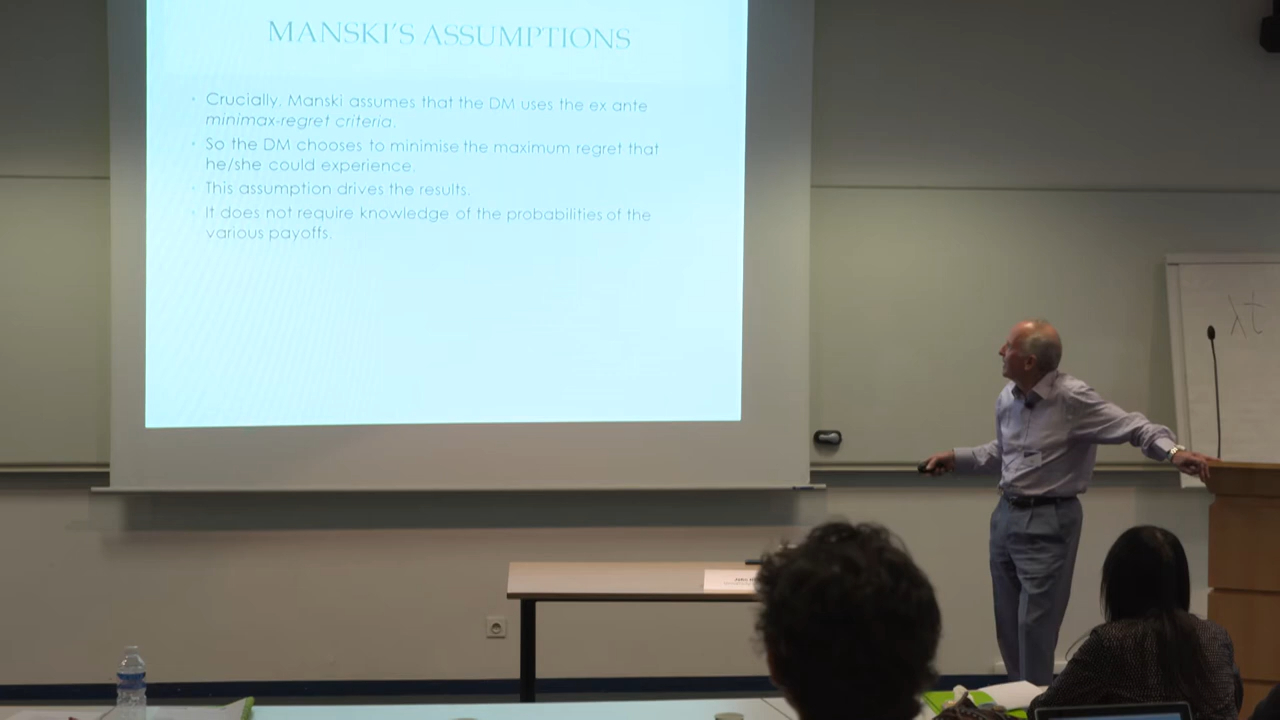 MANSKI'S ASSUMPTIONS
Crucially, Manski assumes that the DM uses the ex ante
minimax-regret criteria.
So the DM chooses to minimise the maximum regret that
he/she could experience.
This assumption drives the results.
It does not require knowledge of the probabilities of the
various payoffs.
λt